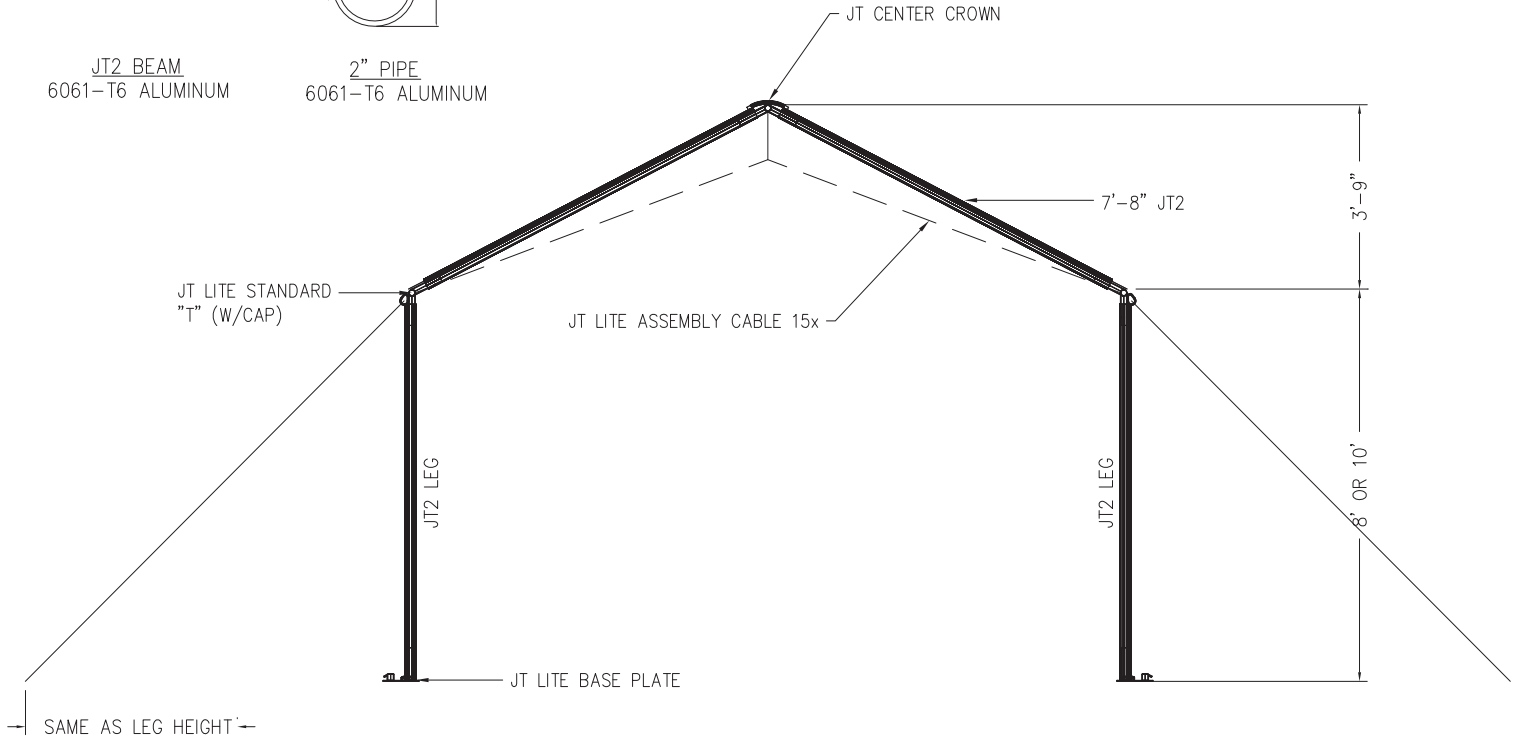 JT CENTER CROWN
JT2 BEAM
6061-T6 ALUMINUM
2" PIPE
6061-T6 ALUMINUM
7'-8" JT2
3'-9"
JT LITE STANDARD
"T" (W/CAP)
JT LITE ASSEMBLY CABLE 15x
JT2 LEG
JT2 LEG
8' OR 10'
JT LITE BASE PLATE
SAME AS LEG HEIGHT